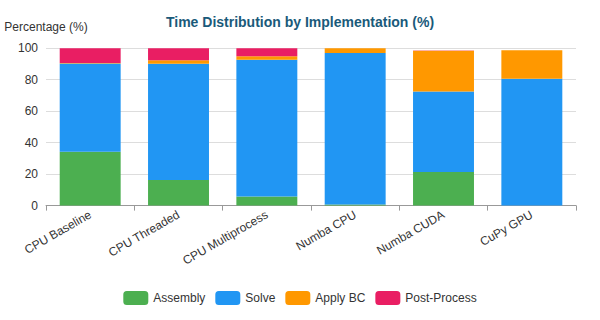 Time Distribution by Implementation (%)
Percentage (%)
100
80
60
40
20
0
CPU Baseline
CPU Threaded
CPU Multiprocess
Numba CPU
Numba CUDA
CuPy GPU
Assembly Solve Apply BC Post-Process